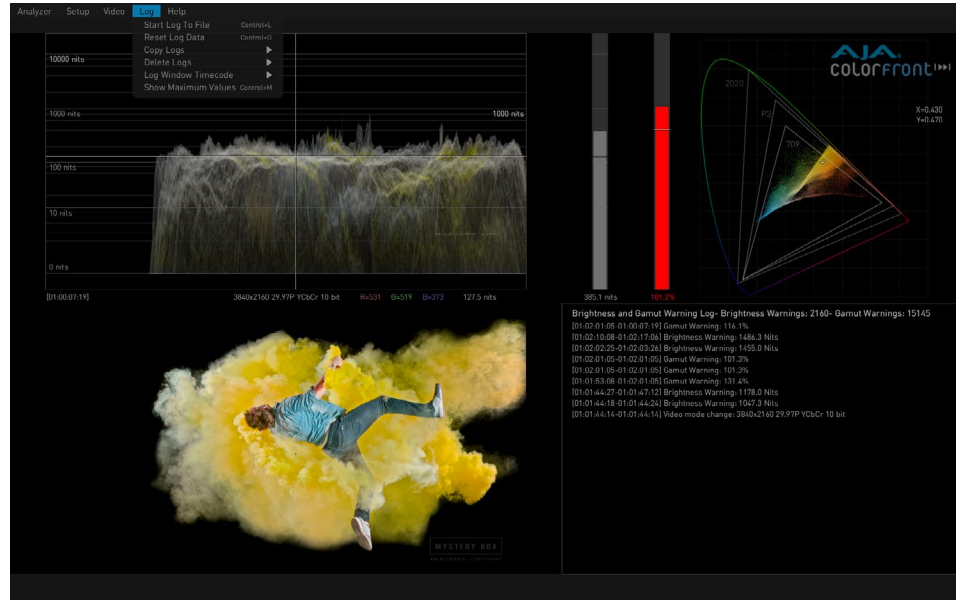 Analyzer Setup Video Log Help
Start Log To File Control+L
Reset Log Data
Copy Logs
Delete Logs
Log Window Timecode
Show Maximum Values Control+M
10000 nits
1000 nits 1000 nits
100 nits
10 nits
0 nits
[01:00:07:19] 3840x2160 29.97P YCbCr 10 bit R=531 G=519 B=373 127.5 nits
385.1 nits 101.2%
AJA
colorfront
X=0.430
Y=0.470
2020
P3
709
Brightness and Gamut Warning Log- Brightness Warnings: 2160- Gamut Warnings: 15145
[01:02:01:05-01:00:07:19] Gamut Warning: 116.1%
[01:02:10:08-01:02:17:06] Brightness Warning: 1486.3 Nits
[01:02:02:25-01:02:03:26] Brightness Warning: 1455.0 Nits
[01:02:01:05-01:02:01:05] Gamut Warning: 101.3%
[01:02:01:05-01:02:01:05] Gamut Warning: 101.3%
[01:01:53:08-01:02:01:05] Gamut Warning: 131.4%
[01:01:44:27-01:01:47:12] Brightness Warning: 1178.0 Nits
[01:01:44:18-01:01:44:24] Brightness Warning: 1047.3 Nits
[01:01:44:14-01:01:44:14] Video mode change: 3840x2160 29.97P YCbCr 10 bit
MYSTERY BOX